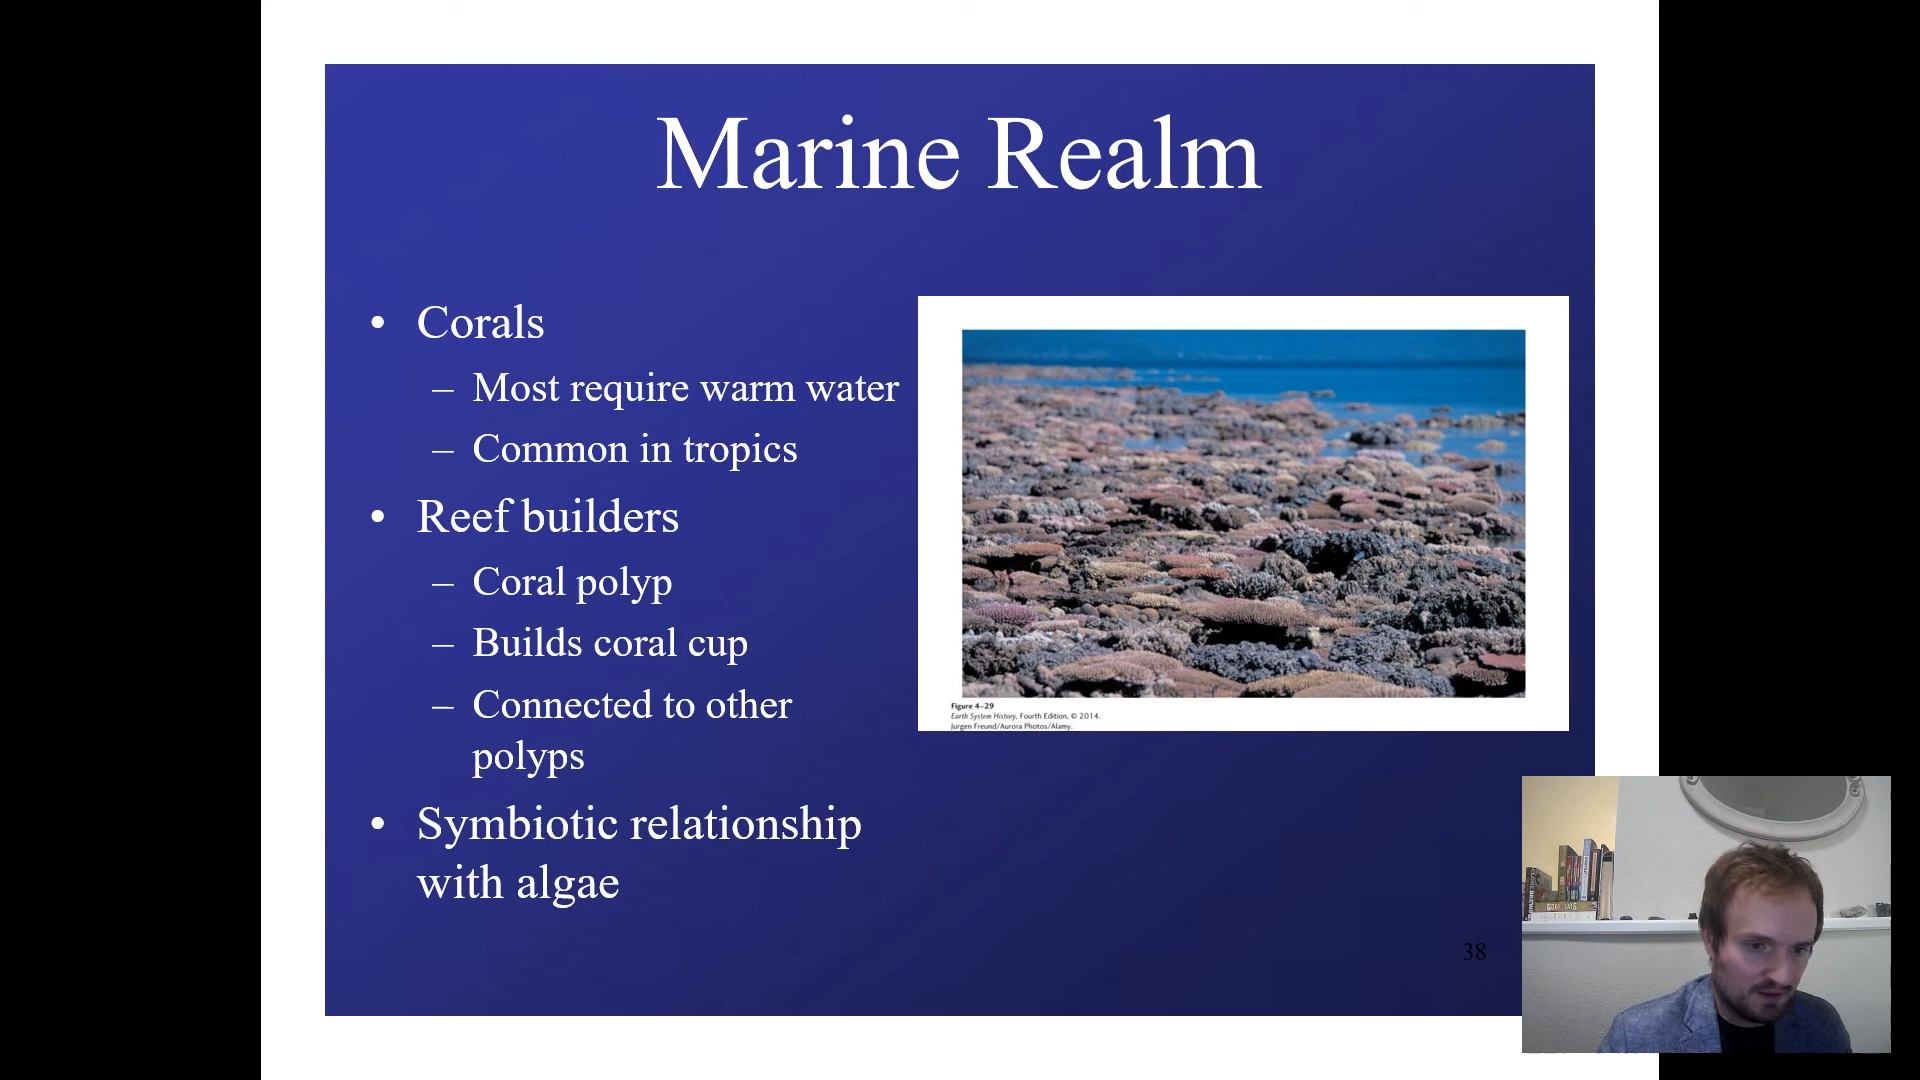 Marine Realm
• Corals
– Most require warm water
– Common in tropics
• Reef builders
– Coral polyp
– Builds coral cup
– Connected to other
polyps
• Symbiotic relationship
with algae
Figure 4–29
Earth System History, Fourth Edition, © 2014.
Jurgen Freund/Aurora Photos/Alamy.
38
GOOD EATS